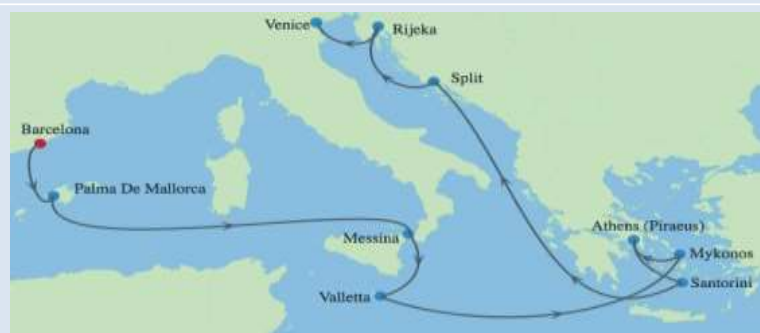 Venice
Rijeka
Split
Barcelona
Palma De Mallorca
Messina
Athens (Piraeus)
Mykonos
Santorini
Valletta